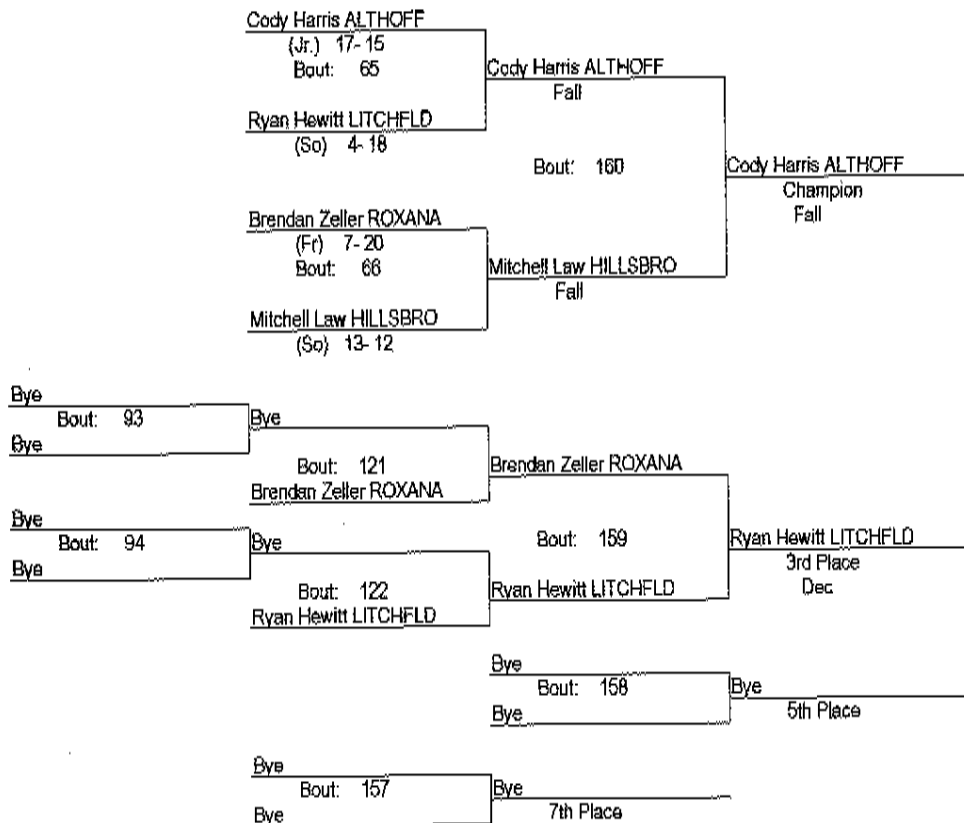 Cody Harris ALTHOFF
(Jr.) 17-15
Bout: 65
Cody Harris ALTHOFF
Fall
Ryan Hewitt LITCHFLD
(So) 4-18
Bout: 160
Cody Harris ALTHOFF
Champion
Fall
Brendan Zeller ROXANA
(Fr) 7-20
Bout: 66
Mitchell Law HILLSBRO
Fall
Mitchell Law HILLSBRO
(So) 13-12
Bye
Bout: 93
Bye
Bye
Bout: 121
Brendan Zeller ROXANA
Brendan Zeller ROXANA
Bye
Bout: 94
Bye
Bye
Bout: 159
Ryan Hewitt LITCHFLD
3rd Place
Dec
Bout: 122
Ryan Hewitt LITCHFLD
Ryan Hewitt LITCHFLD
Bye
Bout: 158
Bye
Bye
5th Place
Bye
Bout: 157
Bye
Bye
7th Place